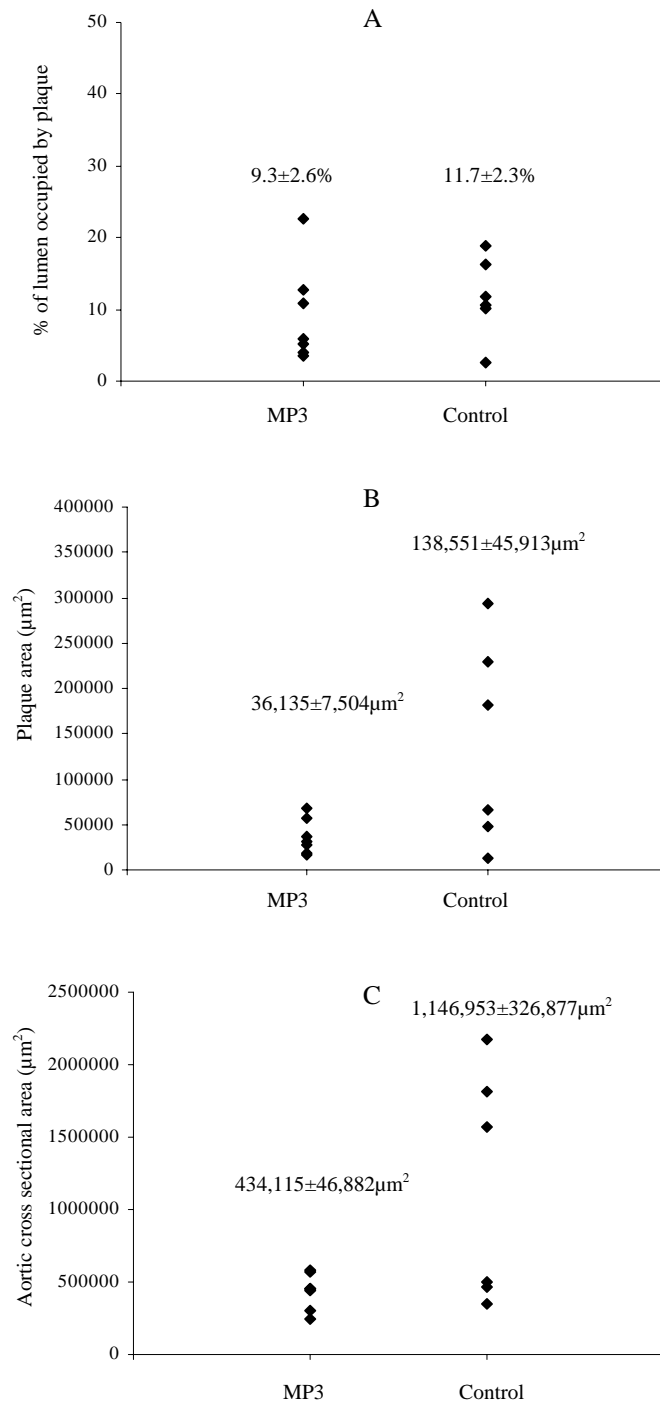 A
% of lumen occupied by plaque
50
40
30
20
10
0
9.3±2.6%
11.7±2.3%
MP3
Control
B
Plaque area (µm²)
400000
350000
300000
250000
200000
150000
100000
50000
0
138,551±45,913µm²
36,135±7,504µm²
MP3
Control
C
Aortic cross sectional area (µm²)
2500000
2000000
1500000
1000000
500000
0
1,146,953±326,877µm²
434,115±46,882µm²
MP3
Control